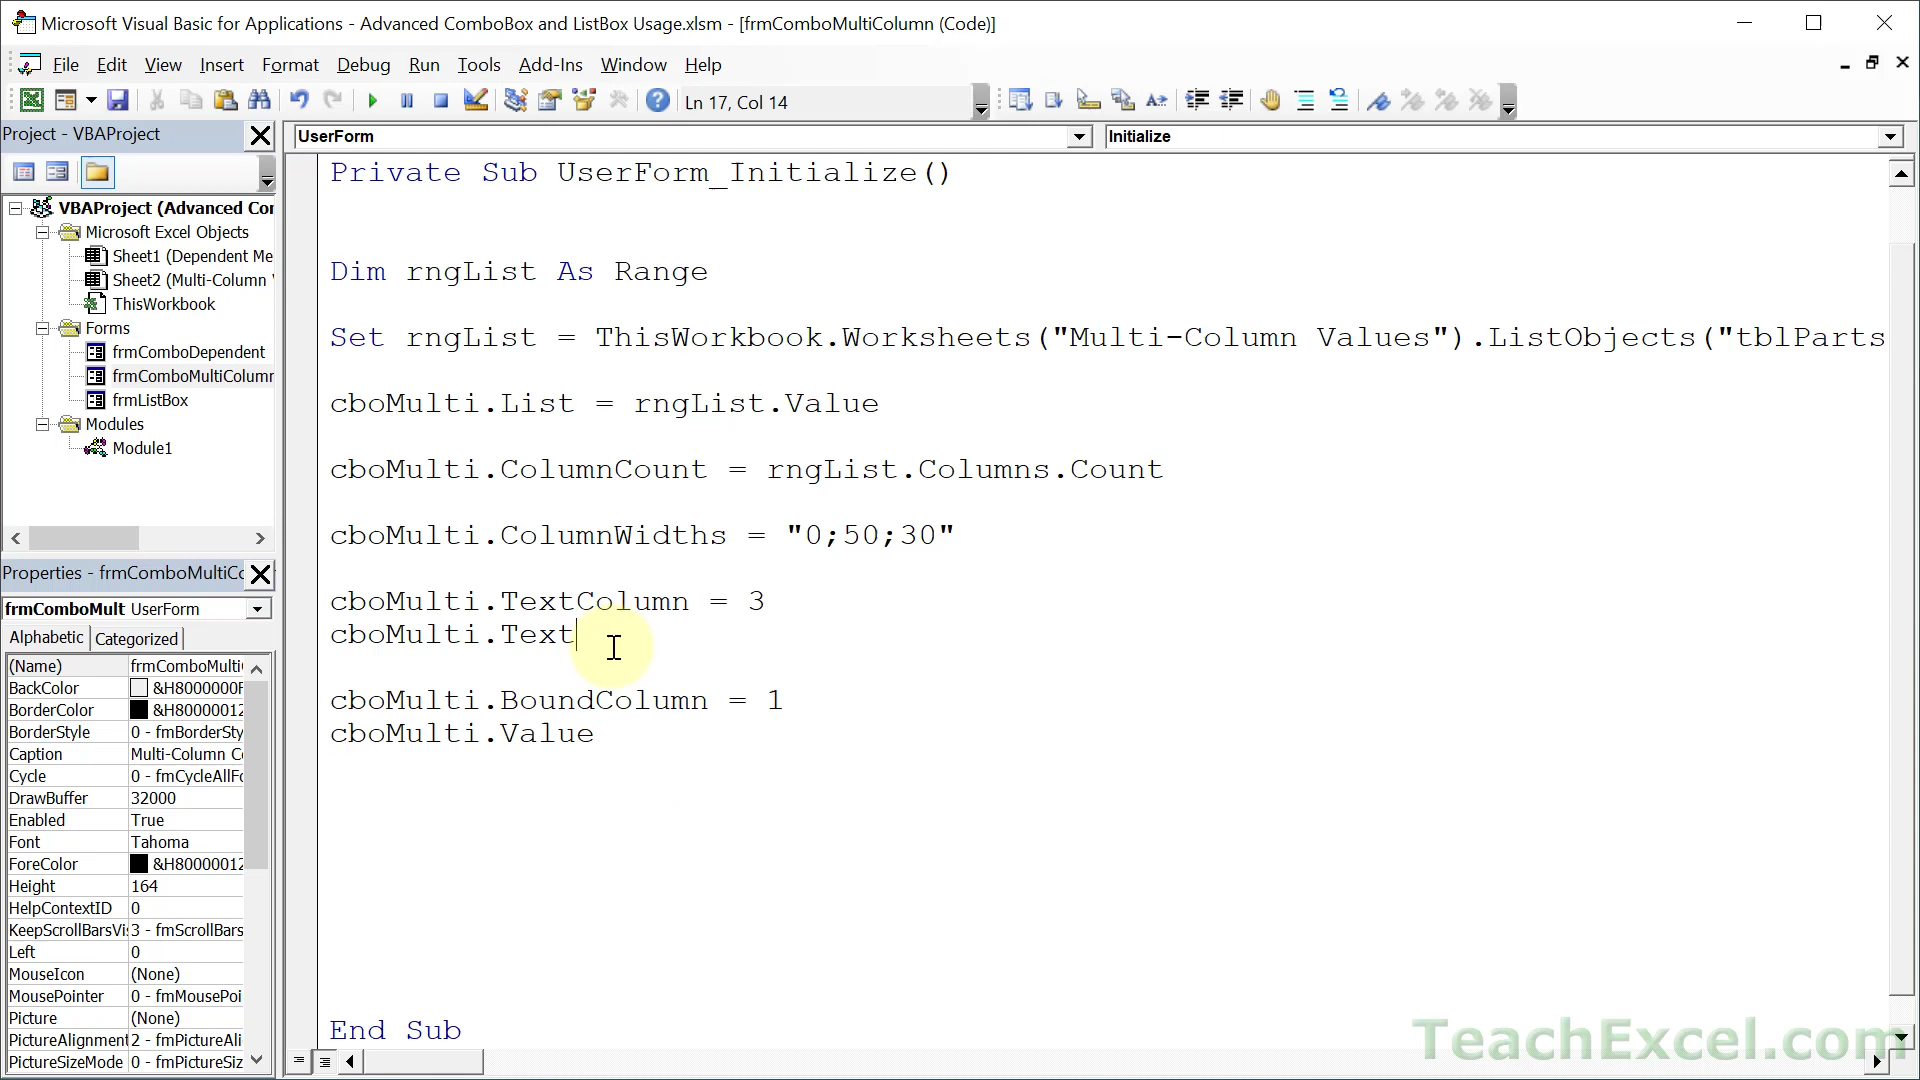 Microsoft Visual Basic for Applications - Advanced ComboBox and ListBox Usage.xlsm - [frmComboMultiColumn (Code)]
File Edit View Insert Format Debug Run Tools Add-Ins Window Help
Ln 17, Col 14
Project - VBAProject
UserForm
Initialize
VBAProject (Advanced Cor
Microsoft Excel Objects
Sheet1 (Dependent Me
Sheet2 (Multi-Column
ThisWorkbook
Forms
frmComboDependent
frmComboMultiColumn
frmListBox
Modules
Module1
Properties - frmComboMultiCo
frmComboMult UserForm
Alphabetic Categorized
(Name) frmComboMulti
BackColor &H8000000F
BorderColor &H80000012
BorderStyle 0 - fmBorderSty
Caption Multi-Column Co
Cycle 0 - fmCycleAllFo
DrawBuffer 32000
Enabled True
Font Tahoma
ForeColor &H80000012
Height 164
HelpContextID 0
KeepScrollBarsVis 3 - fmScrollBars
Left 0
MouseIcon (None)
MousePointer 0 - fmMousePoi
Picture (None)
PictureAlignment 2 - fmPictureAli
PictureSizeMode 0 - fmPictureSiz
Private Sub UserForm_Initialize()
Dim rngList As Range
Set rngList = ThisWorkbook.Worksheets("Multi-Column Values").ListObjects("tblParts
cboMulti.List = rngList.Value
cboMulti.ColumnCount = rngList.Columns.Count
cboMulti.ColumnWidths = "0;50;30"
cboMulti.TextColumn = 3
cboMulti.Text
cboMulti.BoundColumn = 1
cboMulti.Value
End Sub
TeachExcel.com